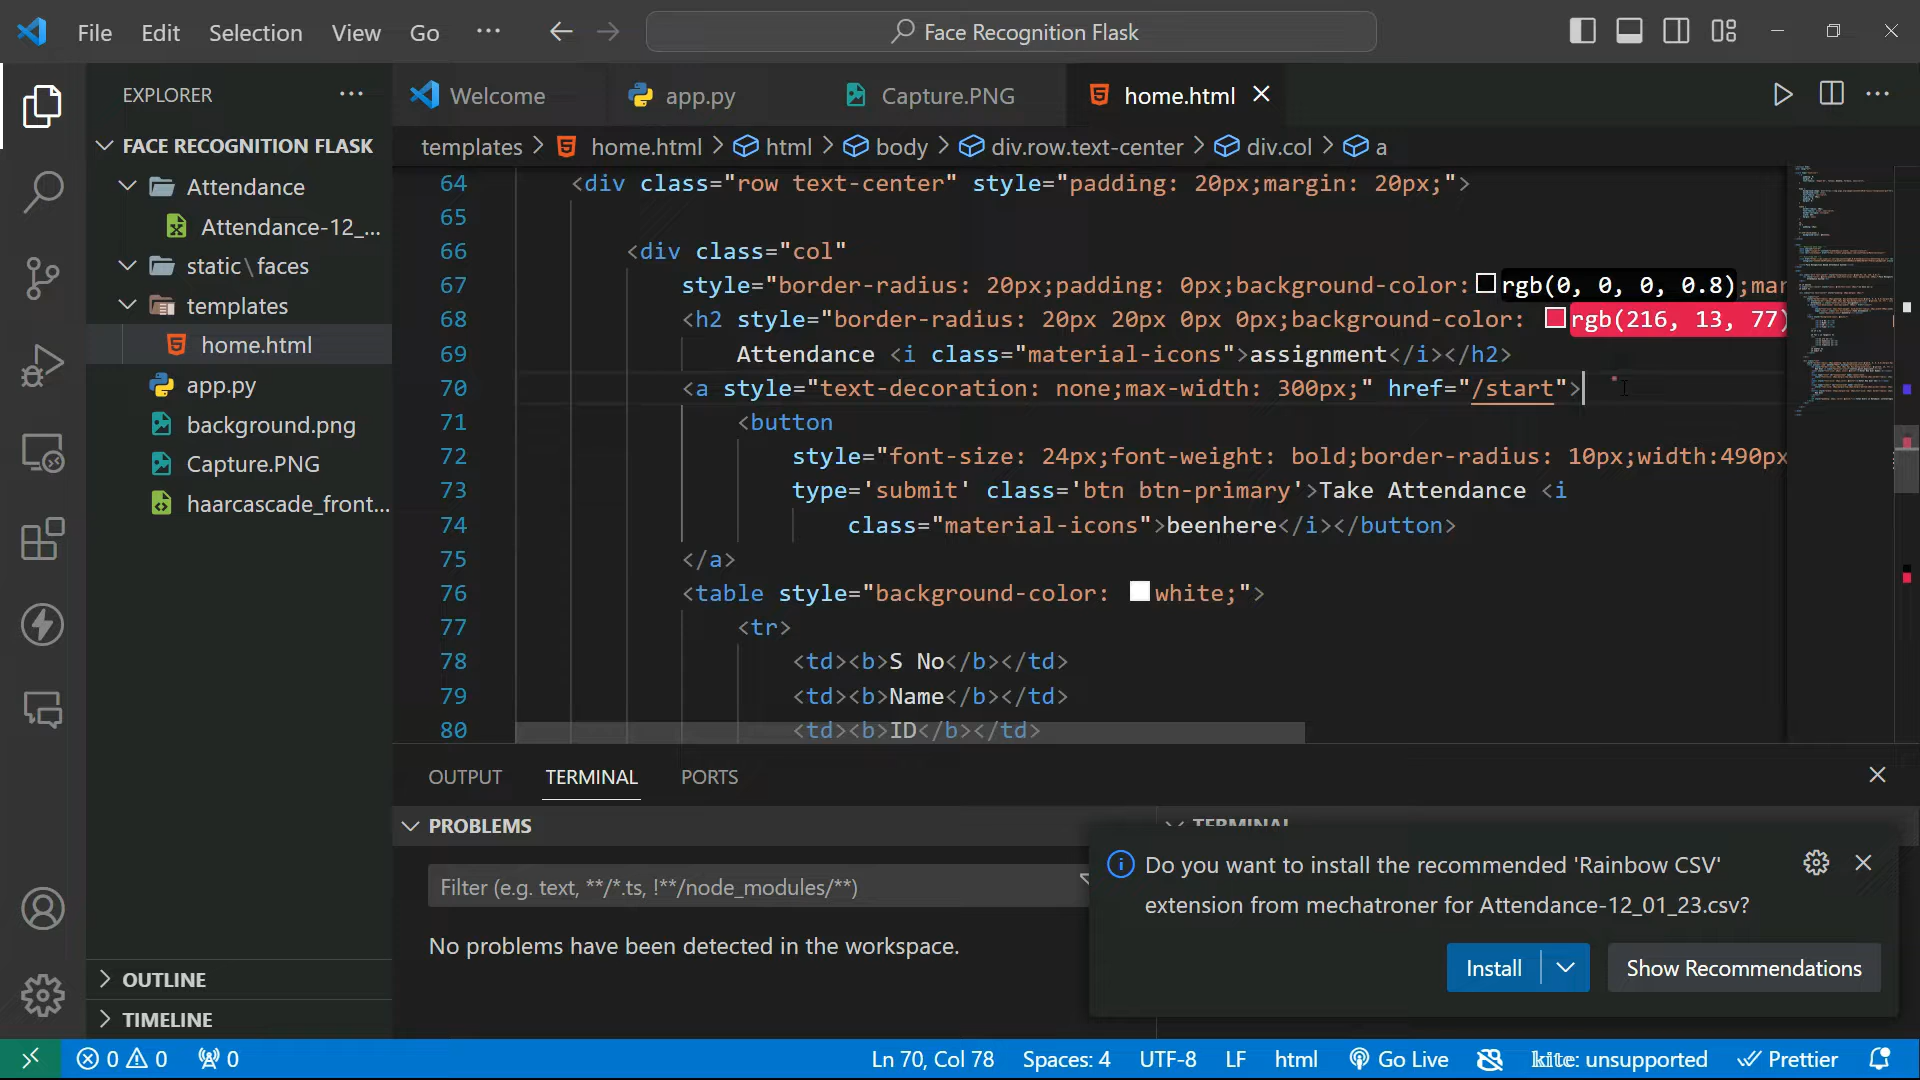 File Edit Selection View Go ··· Face Recognition Flask
EXPLORER ···
Welcome app.py Capture.PNG home.html
FACE RECOGNITION FLASK
Attendance
Attendance-12_...
static\faces
templates
home.html
app.py
background.png
Capture.PNG
haarcascade_front...
OUTLINE
TIMELINE
templates > home.html > html > body > div.row.text-center > div.col > a
64 <div class="row text-center" style="padding: 20px;margin: 20px;">
65
66 <div class="col"
67 style="border-radius: 20px;padding: 0px;background-color: rgb(0, 0, 0, 0.8);mar
68 <h2 style="border-radius: 20px 20px 0px 0px;background-color: rgb(216, 13, 77)
69 Attendance <i class="material-icons">assignment</i></h2>
70 <a style="text-decoration: none;max-width: 300px;" href="/start">
71 <button
72 style="font-size: 24px;font-weight: bold;border-radius: 10px;width:490px
73 type='submit' class='btn btn-primary'>Take Attendance <i
74 class="material-icons">beenhere</i></button>
75 </a>
76 <table style="background-color: white;">
77 <tr>
78 <td><b>S No</b></td>
79 <td><b>Name</b></td>
80 <td><b>ID</b></td>
OUTPUT TERMINAL PORTS
PROBLEMS
TERMINAL
Filter (e.g. text, **/*.ts, !**/node_modules/**)
No problems have been detected in the workspace.
Do you want to install the recommended 'Rainbow CSV'
extension from mechatroner for Attendance-12_01_23.csv?
Install Show Recommendations
0 0 0 Ln 70, Col 78 Spaces: 4 UTF-8 LF html Go Live kite: unsupported Prettier